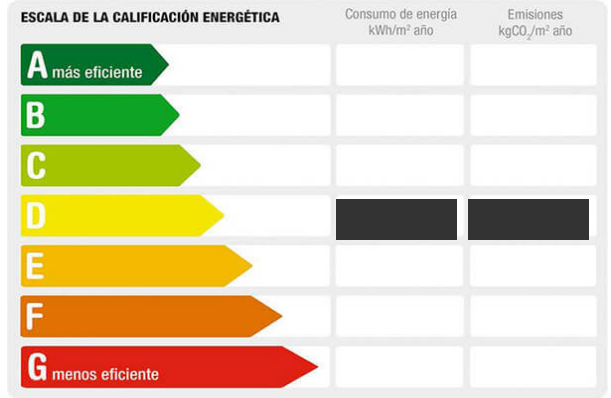 ESCALA DE LA CALIFICACIÓN ENERGÉTICA
Consumo de energía
kWh/m² año
Emisiones
kgCO₂/m² año
A más eficiente
B
C
D
E
F
G menos eficiente